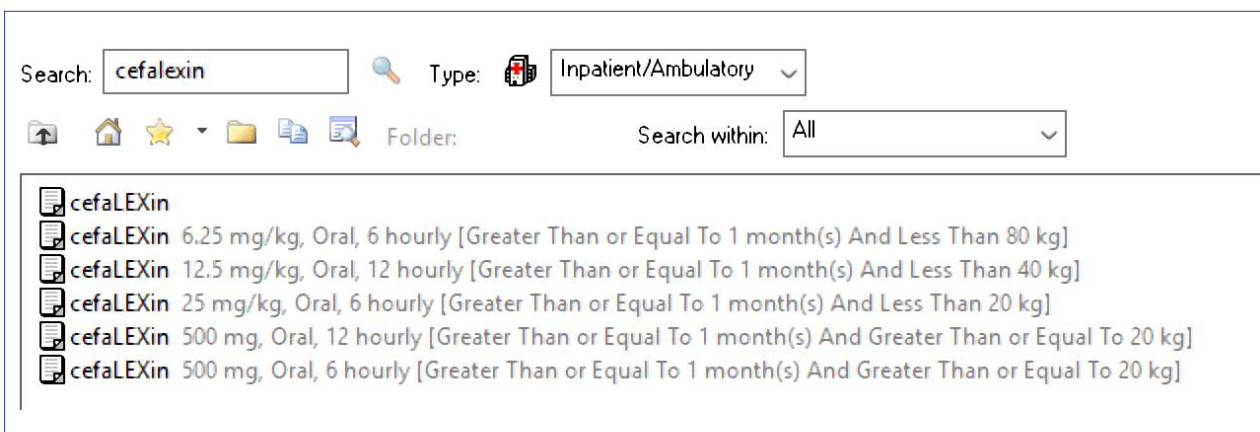 Search: cefalexin Type: Inpatient/Ambulatory
Folder: Search within: All
cefaLEXin
cefaLEXin 6.25 mg/kg, Oral, 6 hourly [Greater Than or Equal To 1 month(s) And Less Than 80 kg]
cefaLEXin 12.5 mg/kg, Oral, 12 hourly [Greater Than or Equal To 1 month(s) And Less Than 40 kg]
cefaLEXin 25 mg/kg, Oral, 6 hourly [Greater Than or Equal To 1 month(s) And Less Than 20 kg]
cefaLEXin 500 mg, Oral, 12 hourly [Greater Than or Equal To 1 month(s) And Greater Than or Equal To 20 kg]
cefaLEXin 500 mg, Oral, 6 hourly [Greater Than or Equal To 1 month(s) And Greater Than or Equal To 20 kg]